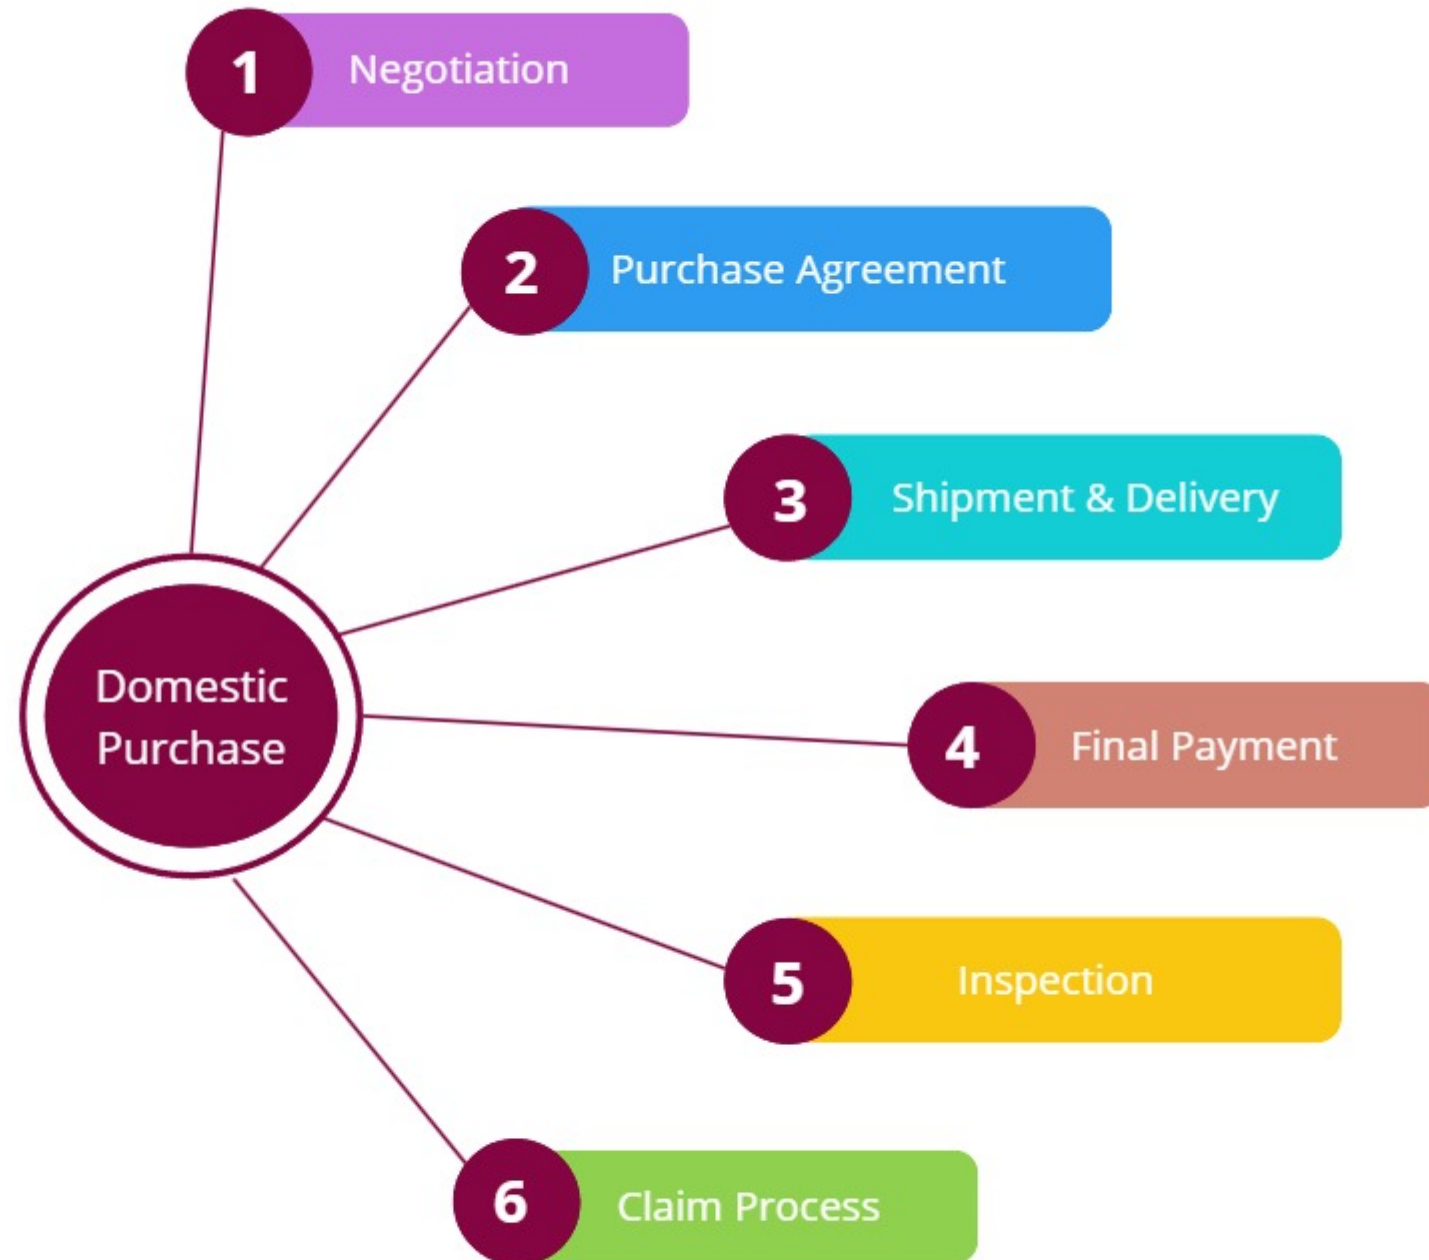 1 Negotiation
2 Purchase Agreement
3 Shipment & Delivery
Domestic
Purchase
4 Final Payment
5 Inspection
6 Claim Process